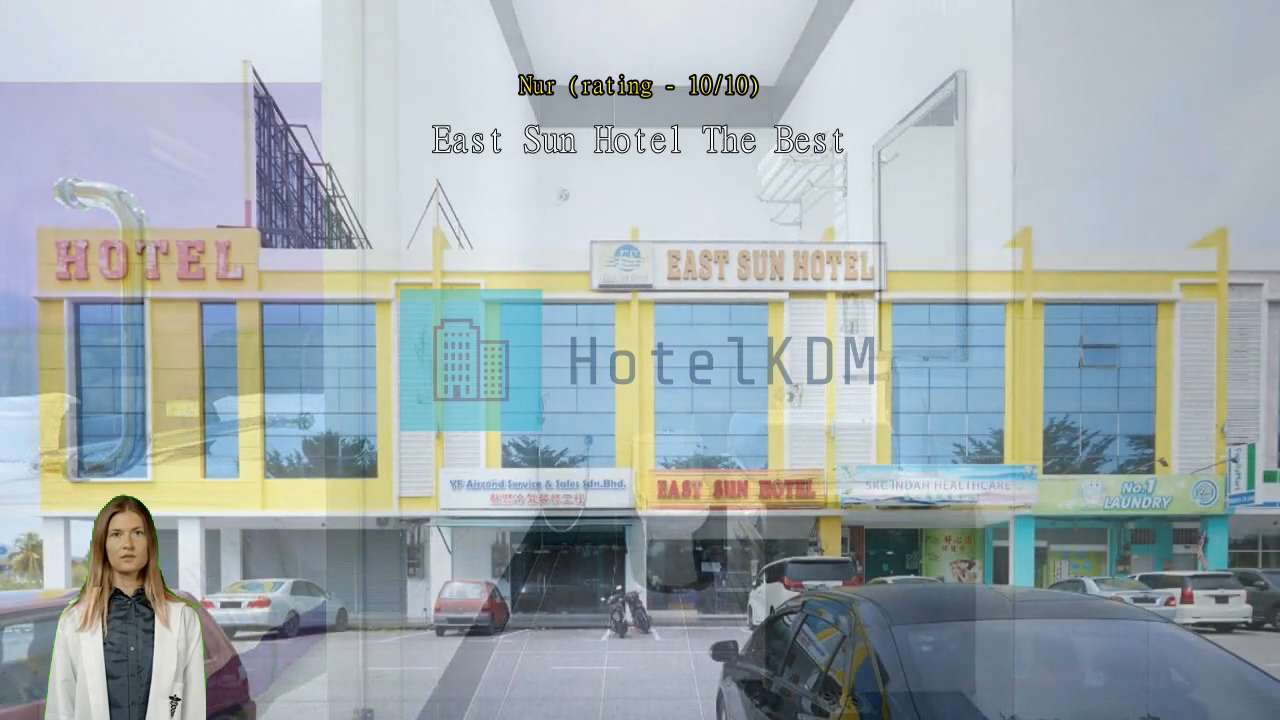 Nur (rating - 10/10)
East Sun Hotel The Best
HOTEL
EAST SUN HOTEL
HotelKDM
YF Aircond Service & Sales Sdn.Bhd.
EAST SUN HOTEL
SKC INDAH HEALTHCARE
No.1
LAUNDRY